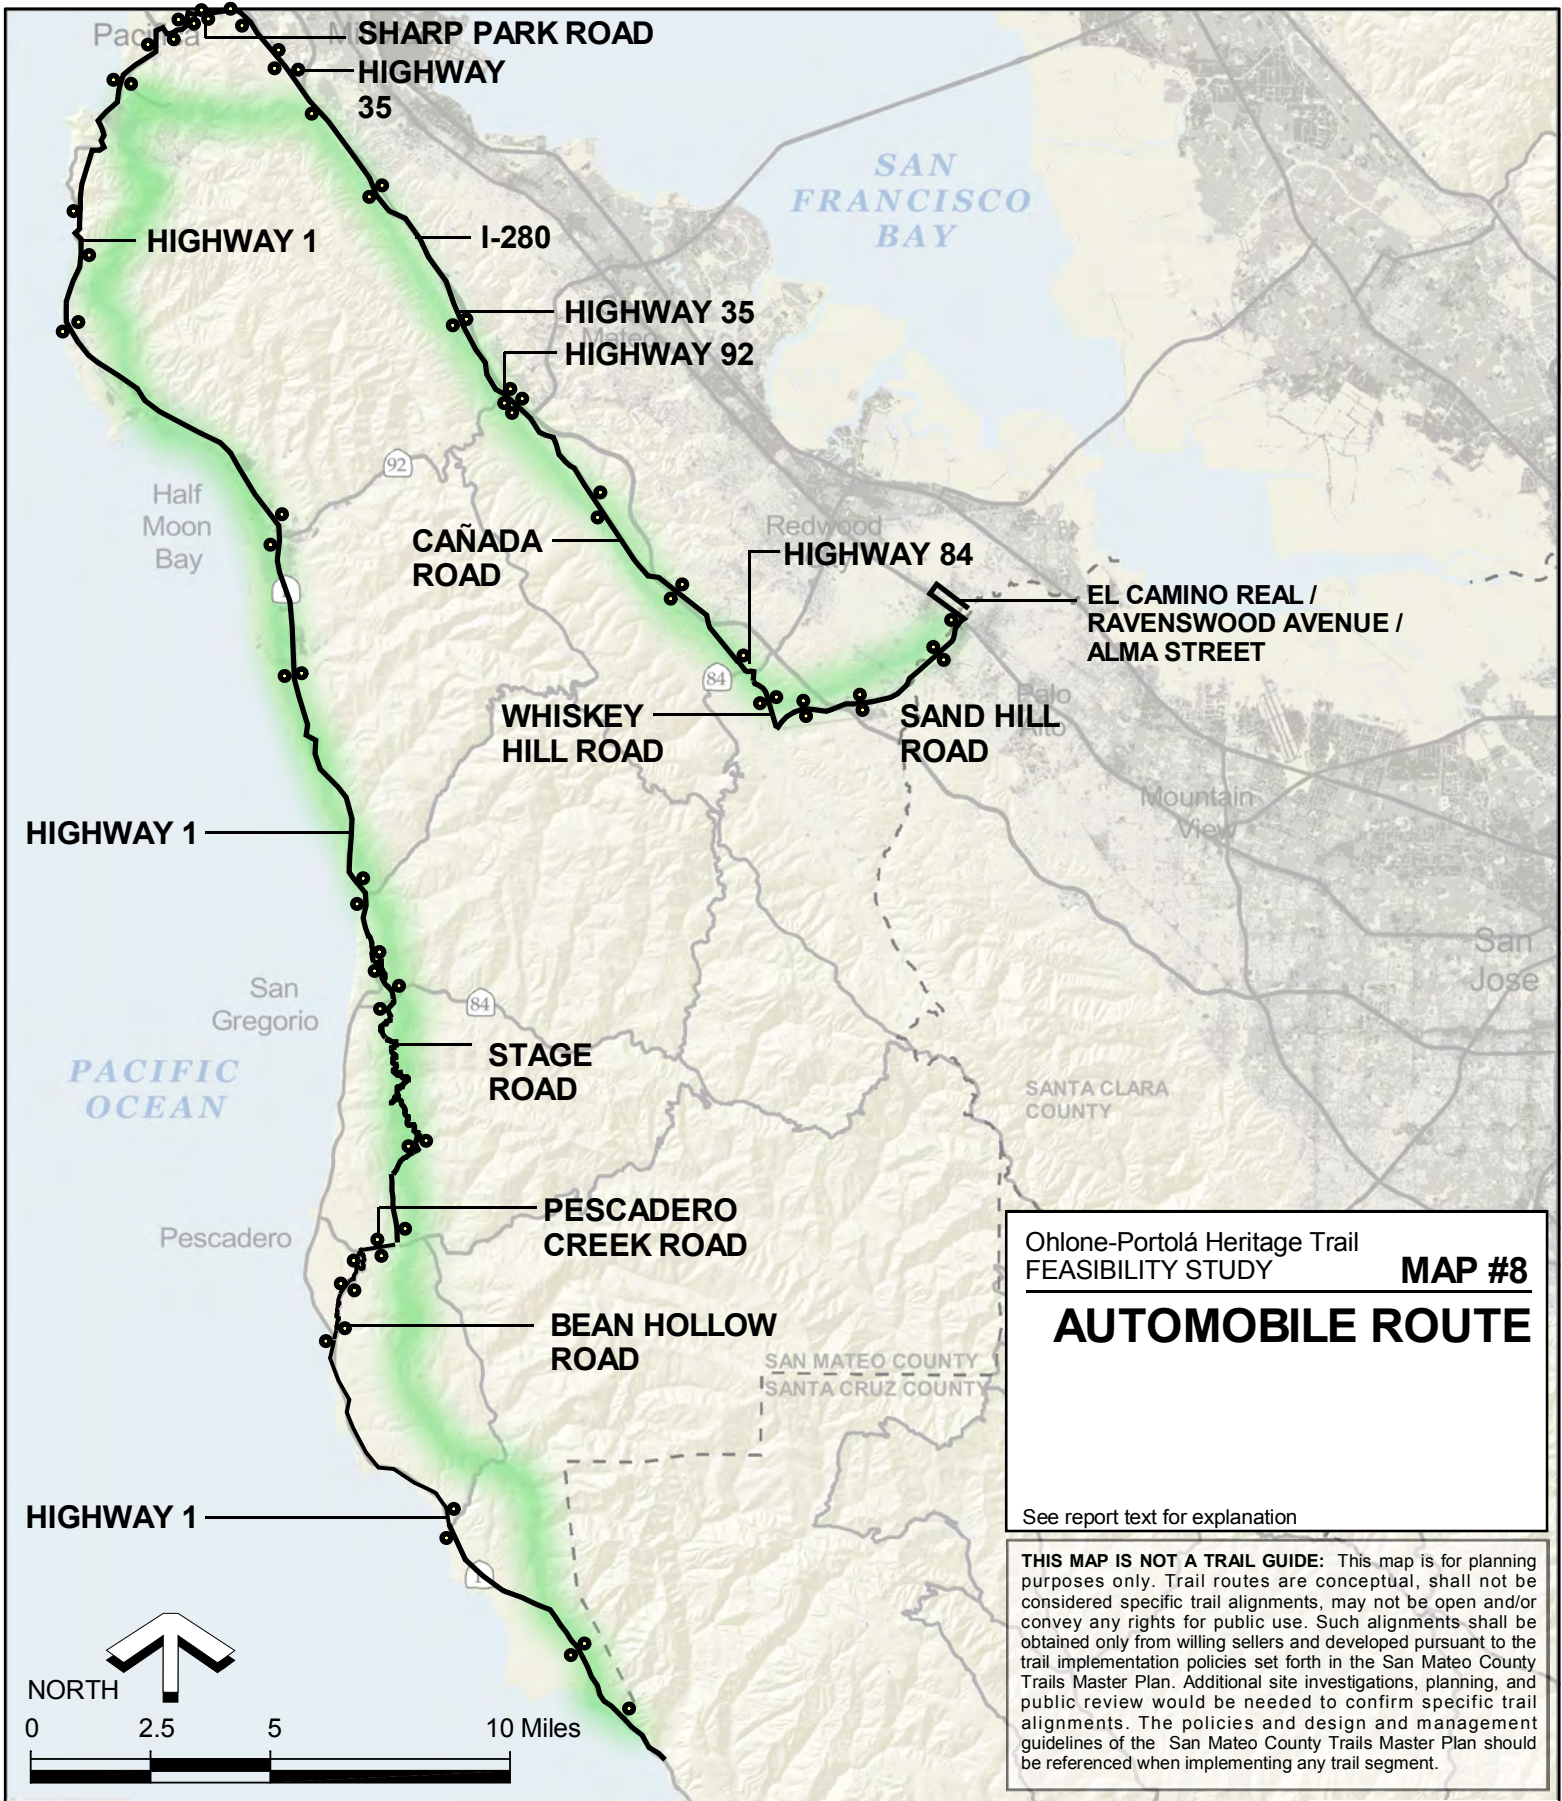 Pacifica
SHARP PARK ROAD
HIGHWAY
35
SAN
FRANCISCO
BAY
HIGHWAY 1
I-280
HIGHWAY 35
Mateo
HIGHWAY 92
92
Half
Moon
Bay
CAÑADA
ROAD
Redwood
HIGHWAY 84
EL CAMINO REAL /
RAVENSWOOD AVENUE /
ALMA STREET
1
84
Palo
Alto
WHISKEY
HILL ROAD
SAND HILL
ROAD
Mountain
View
HIGHWAY 1
San
Jose
San
Gregorio
84
STAGE
ROAD
PACIFIC
OCEAN
SANTA CLARA
COUNTY
PESCADERO
CREEK ROAD
Pescadero
BEAN HOLLOW
ROAD
SAN MATEO COUNTY
SANTA CRUZ COUNTY
HIGHWAY 1
1
Ohlone-Portolá Heritage Trail
FEASIBILITY STUDY
MAP #8
AUTOMOBILE ROUTE
See report text for explanation
THIS MAP IS NOT A TRAIL GUIDE: This map is for planning
purposes only. Trail routes are conceptual, shall not be
considered specific trail alignments, may not be open and/or
convey any rights for public use. Such alignments shall be
obtained only from willing sellers and developed pursuant to the
trail implementation policies set forth in the San Mateo County
Trails Master Plan. Additional site investigations, planning, and
public review would be needed to confirm specific trail
alignments. The policies and design and management
guidelines of the San Mateo County Trails Master Plan should
be referenced when implementing any trail segment.
NORTH
0 2.5 5 10 Miles